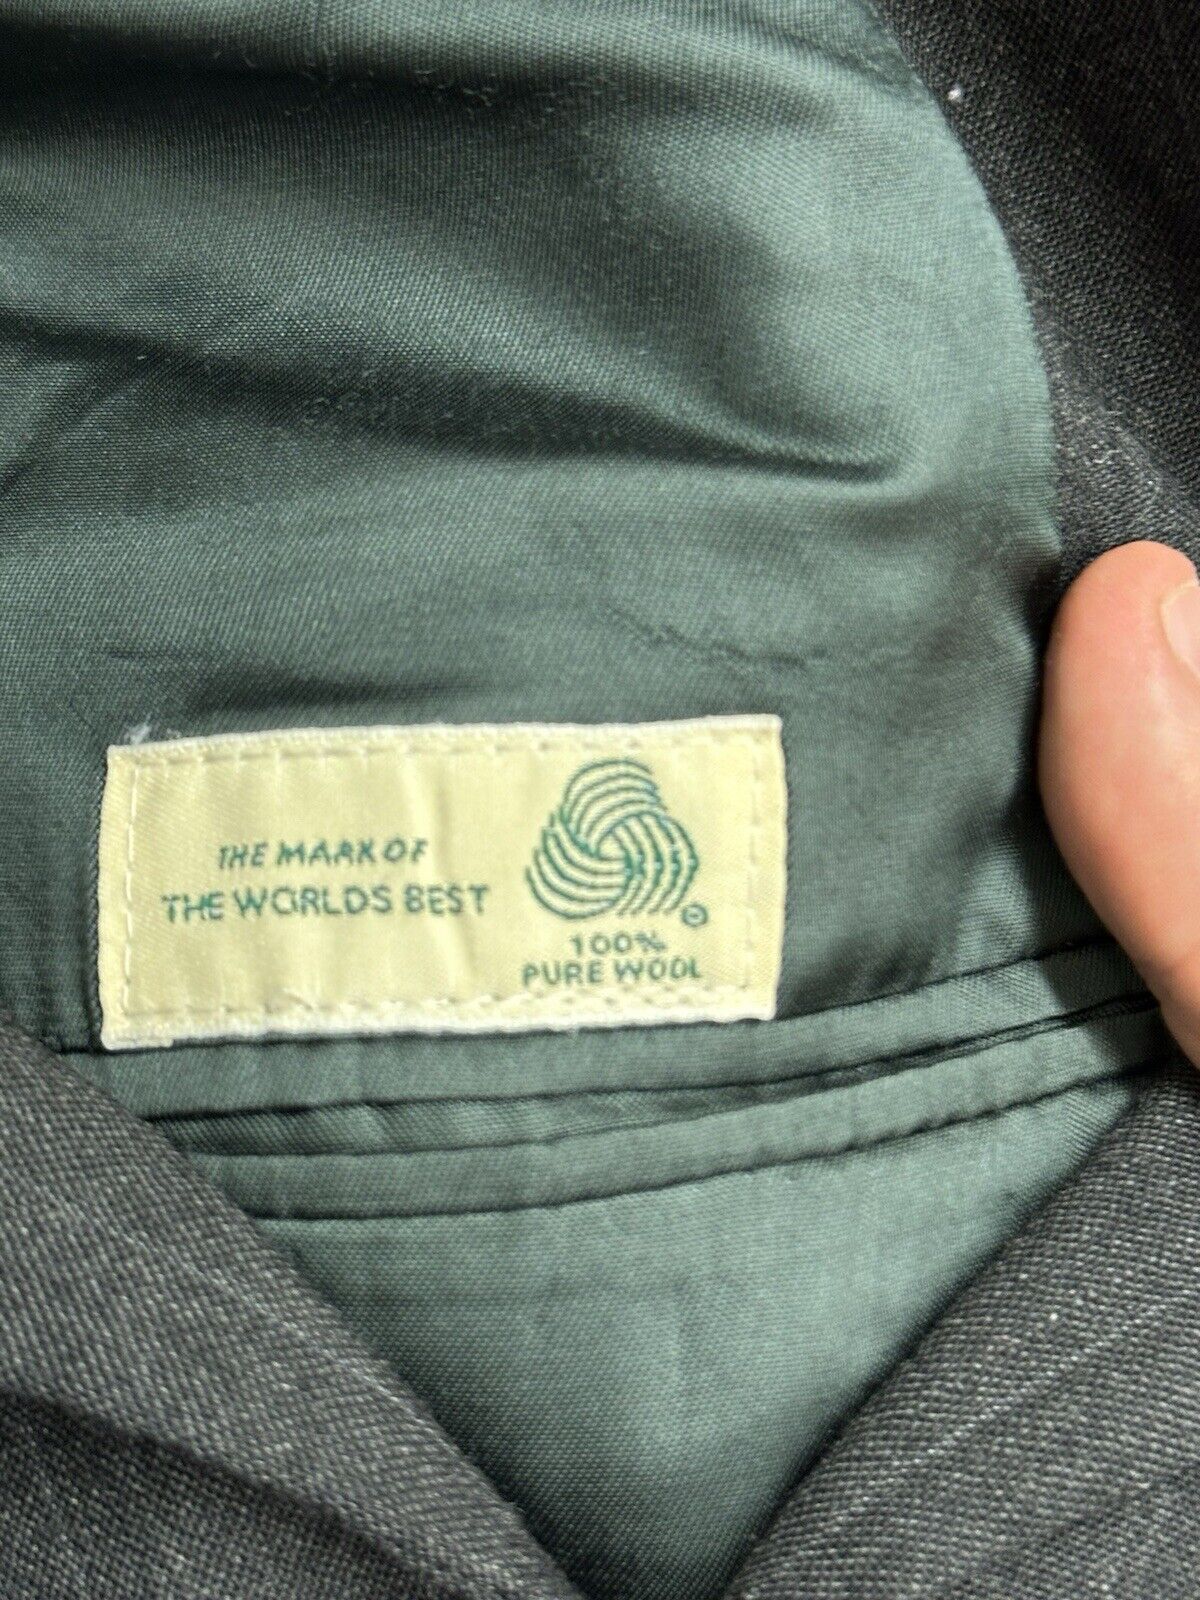 THE MARK OF
THE WORLDS BEST
100%
PURE WOOL